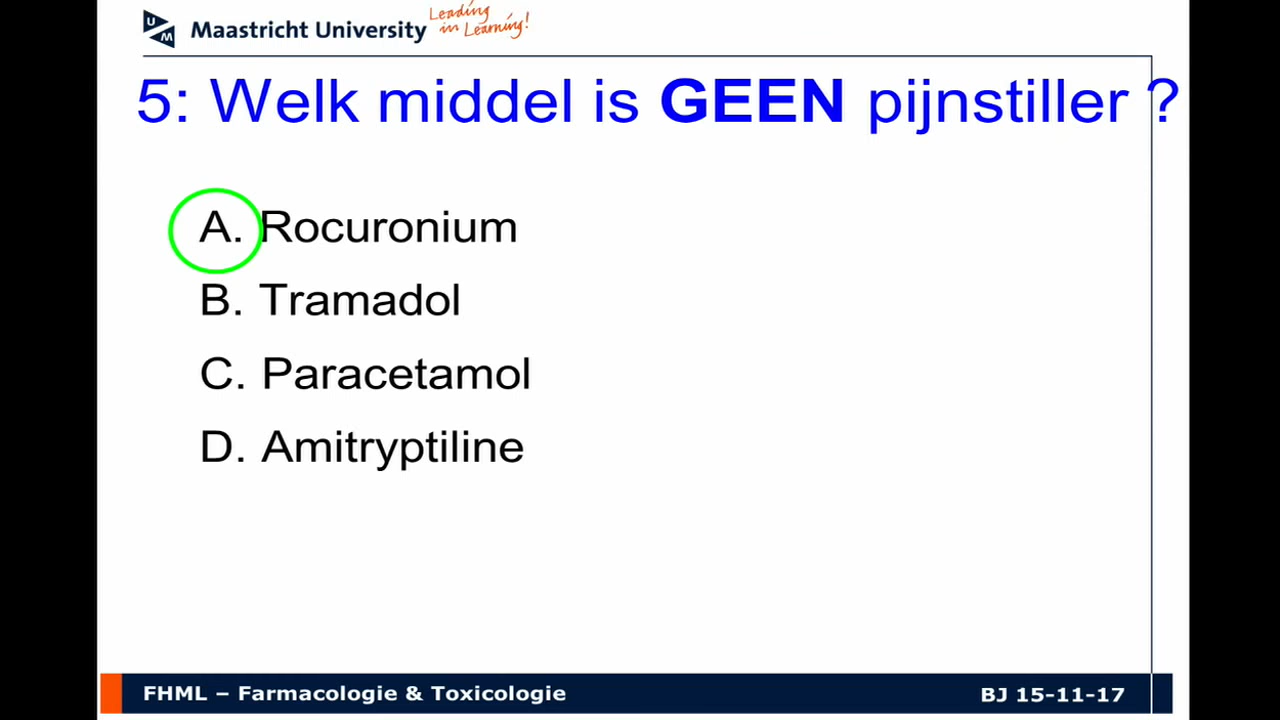 U
M
Maastricht University
Leading
in Learning!
5: Welk middel is GEEN pijnstiller ?
A. Rocuronium
B. Tramadol
C. Paracetamol
D. Amitryptiline
FHML – Farmacologie & Toxicologie
BJ 15-11-17